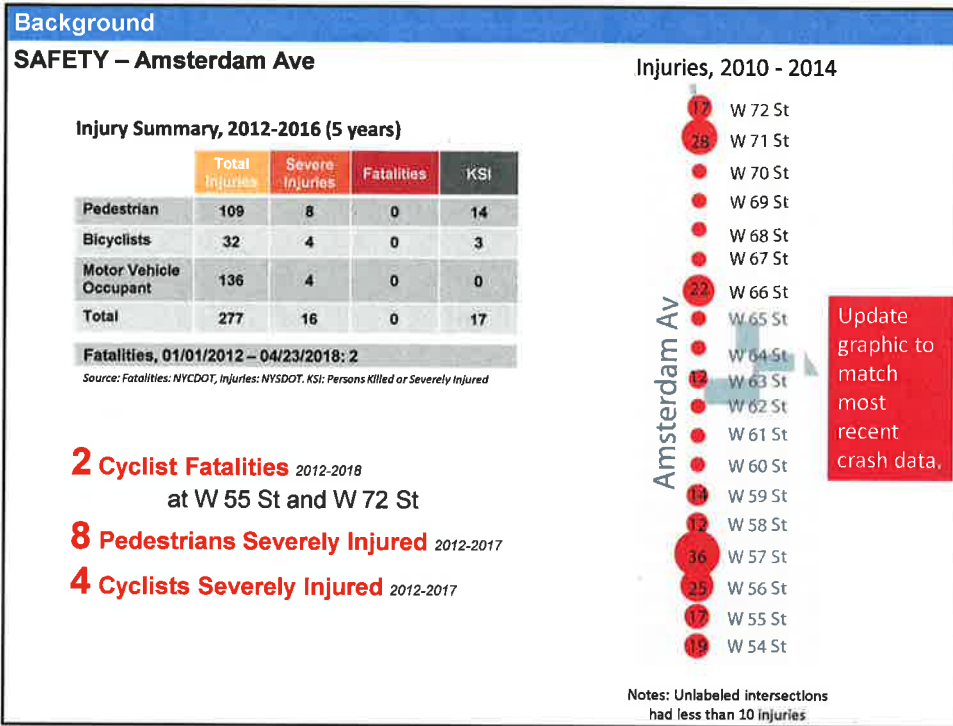 Background
SAFETY – Amsterdam Ave
Injury Summary, 2012-2016 (5 years)
Total Injuries Severe Injuries Fatalities KSI
Pedestrian 109 8 0 14
Bicyclists 32 4 0 3
Motor Vehicle Occupant 136 4 0 0
Total 277 16 0 17
Fatalities, 01/01/2012 – 04/23/2018: 2
Source: Fatalities: NYCDOT, Injuries: NYSDOT. KSI: Persons Killed or Severely Injured
2 Cyclist Fatalities 2012-2018
at W 55 St and W 72 St
8 Pedestrians Severely Injured 2012-2017
4 Cyclists Severely Injured 2012-2017
Injuries, 2010 - 2014
17 W 72 St
28 W 71 St
W 70 St
W 69 St
W 68 St
W 67 St
22 W 66 St
W 65 St
W 64 St
12 W 63 St
W 62 St
W 61 St
W 60 St
14 W 59 St
12 W 58 St
36 W 57 St
25 W 56 St
17 W 55 St
19 W 54 St
Amsterdam Av
Update
graphic to
match
most
recent
crash data.
Notes: Unlabeled intersections
had less than 10 injuries